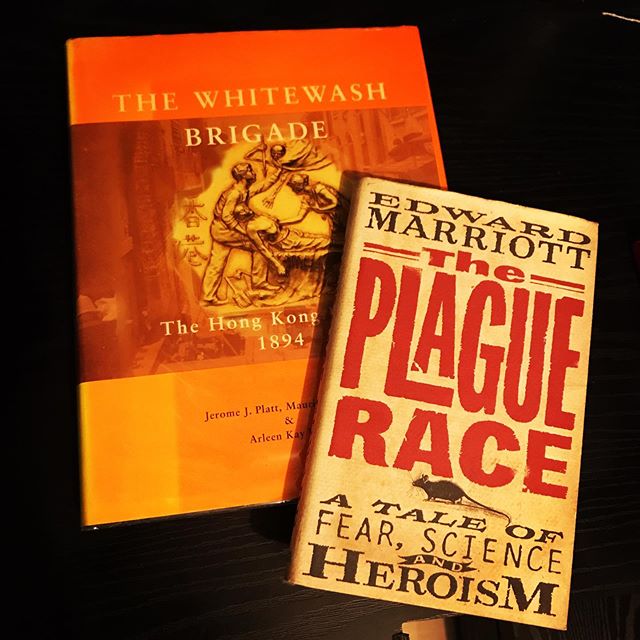 THE WHITEWASH
BRIGADE
香港
The Hong Kong
1894
Jerome J. Platt,
&
Arleen Kay
EDWARD
MARRIOTT
The
PLAGUE
RACE
A TALE OF
FEAR, SCIENCE
AND
HEROISM